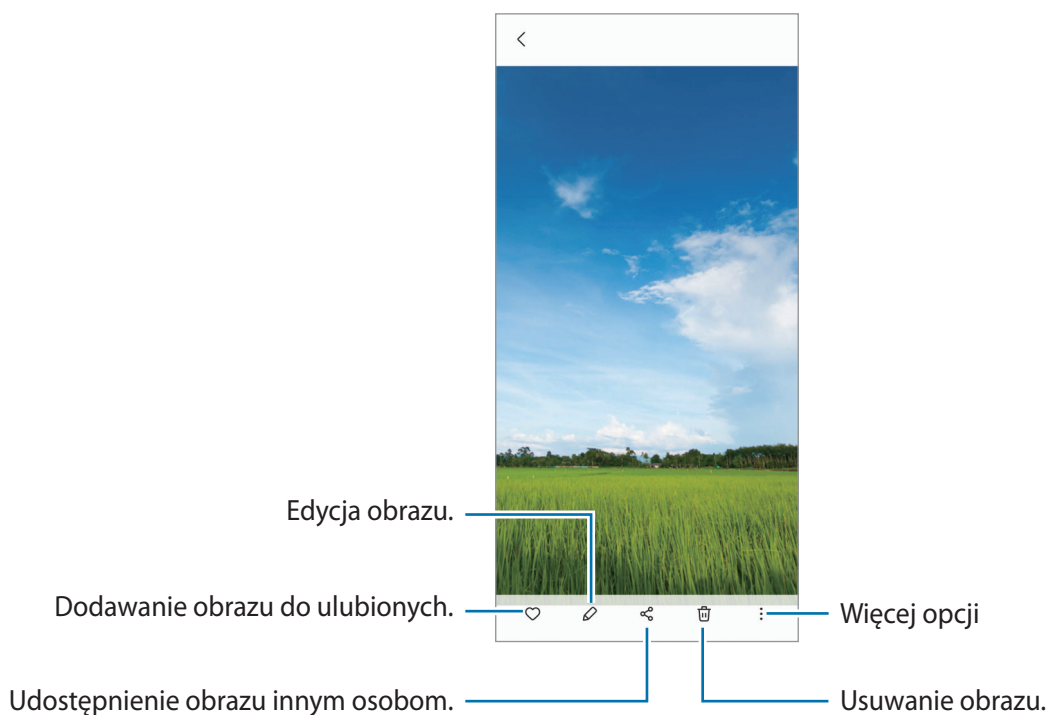 Edycja obrazu.
Dodawanie obrazu do ulubionych.
Więcej opcji
Udostępnienie obrazu innym osobom.
Usuwanie obrazu.